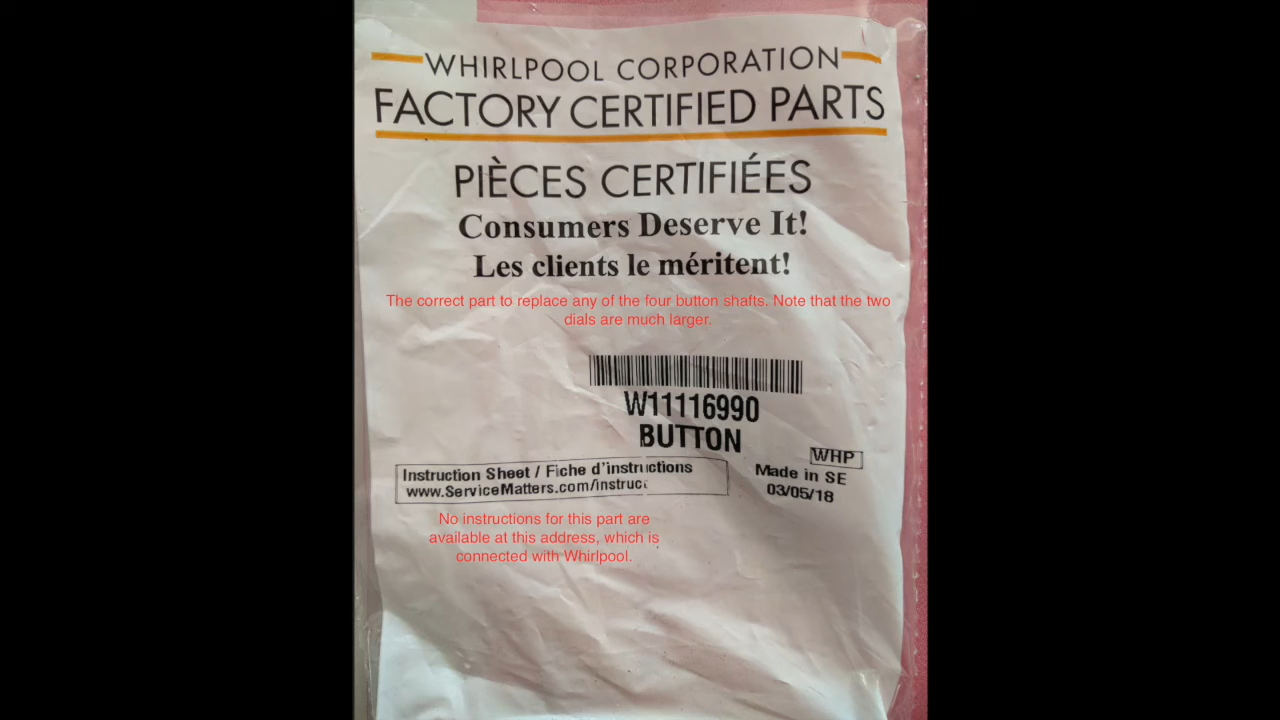 WHIRLPOOL CORPORATION
FACTORY CERTIFIED PARTS
PIÈCES CERTIFIÉES
Consumers Deserve It!
Les clients le méritent!
The correct part to replace any of the four button shafts. Note that the two
dials are much larger.
W11116990
BUTTON
WHP
Instruction Sheet / Fiche d'instructions
www.ServiceMatters.com/instruct
Made in SE
03/05/18
No instructions for this part are
available at this address, which is
connected with Whirlpool.